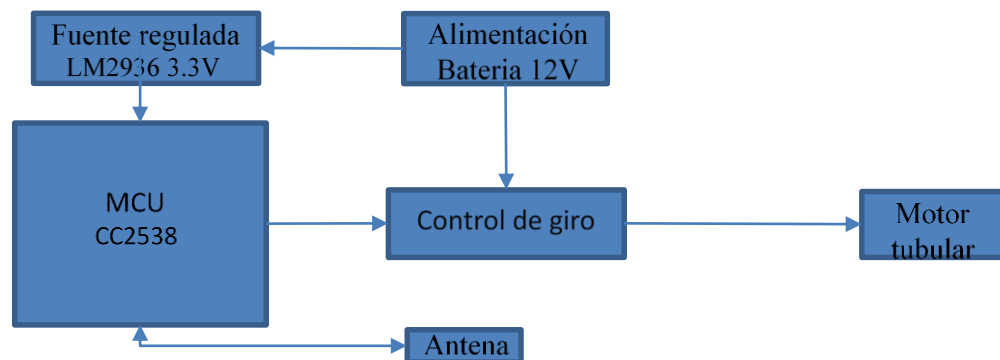 Fuente regulada
LM2936 3.3V
Alimentación
Bateria 12V
MCU
CC2538
Control de giro
Motor
tubular
Antena